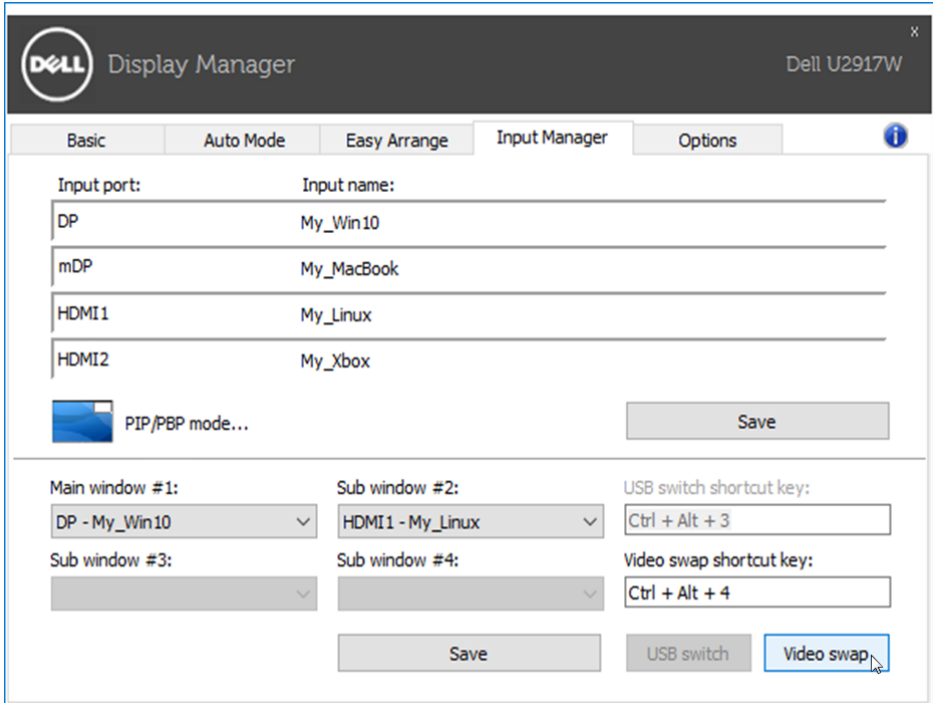 X
DELL Display Manager Dell U2917W
Basic Auto Mode Easy Arrange Input Manager Options i
Input port: Input name:
DP My_Win10
mDP My_MacBook
HDMI1 My_Linux
HDMI2 My_Xbox
PIP/PBP mode... Save
Main window #1: Sub window #2: USB switch shortcut key:
DP - My_Win10 HDMI1 - My_Linux Ctrl + Alt + 3
Sub window #3: Sub window #4: Video swap shortcut key:
Ctrl + Alt + 4
Save USB switch Video swap